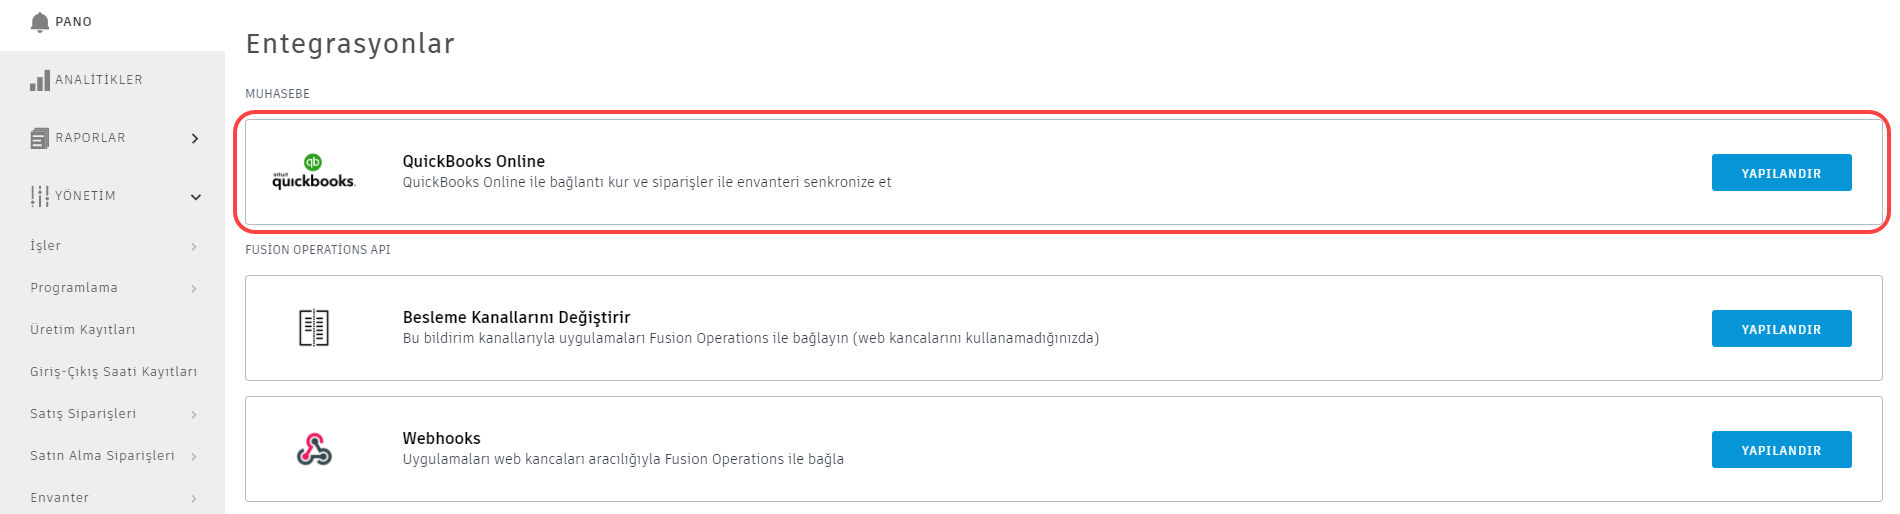 PANO
ANALİTİKLER
RAPORLAR
YÖNETİM
İşler
Programlama
Üretim Kayıtları
Giriş-Çıkış Saati Kayıtları
Satış Siparişleri
Satın Alma Siparişleri
Envanter
Entegrasyonlar
MUHASEBE
qb
intuit
quickbooks.
QuickBooks Online
QuickBooks Online ile bağlantı kur ve siparişler ile envanteri senkronize et
YAPILANDIR
FUSİON OPERATİONS API
Besleme Kanallarını Değiştirir
Bu bildirim kanallarıyla uygulamaları Fusion Operations ile bağlayın (web kancalarını kullanamadığınızda)
YAPILANDIR
Webhooks
Uygulamaları web kancaları aracılığıyla Fusion Operations ile bağla
YAPILANDIR